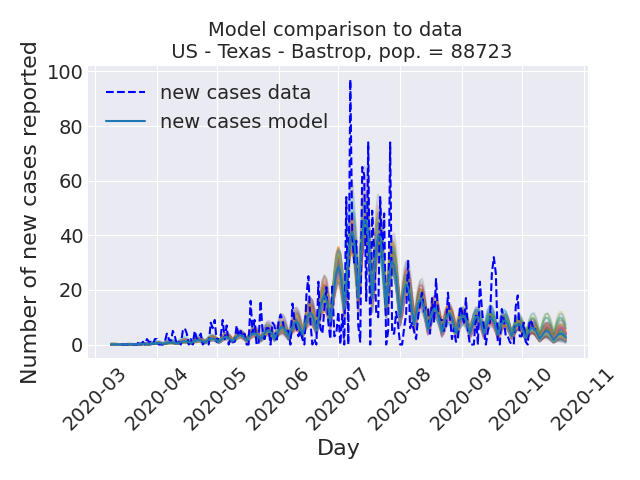 Model comparison to data
US - Texas - Bastrop, pop. = 88723
Number of new cases reported
100
80
60
40
20
0
new cases data
new cases model
2020-03
2020-04
2020-05
2020-06
2020-07
2020-08
2020-09
2020-10
2020-11
Day